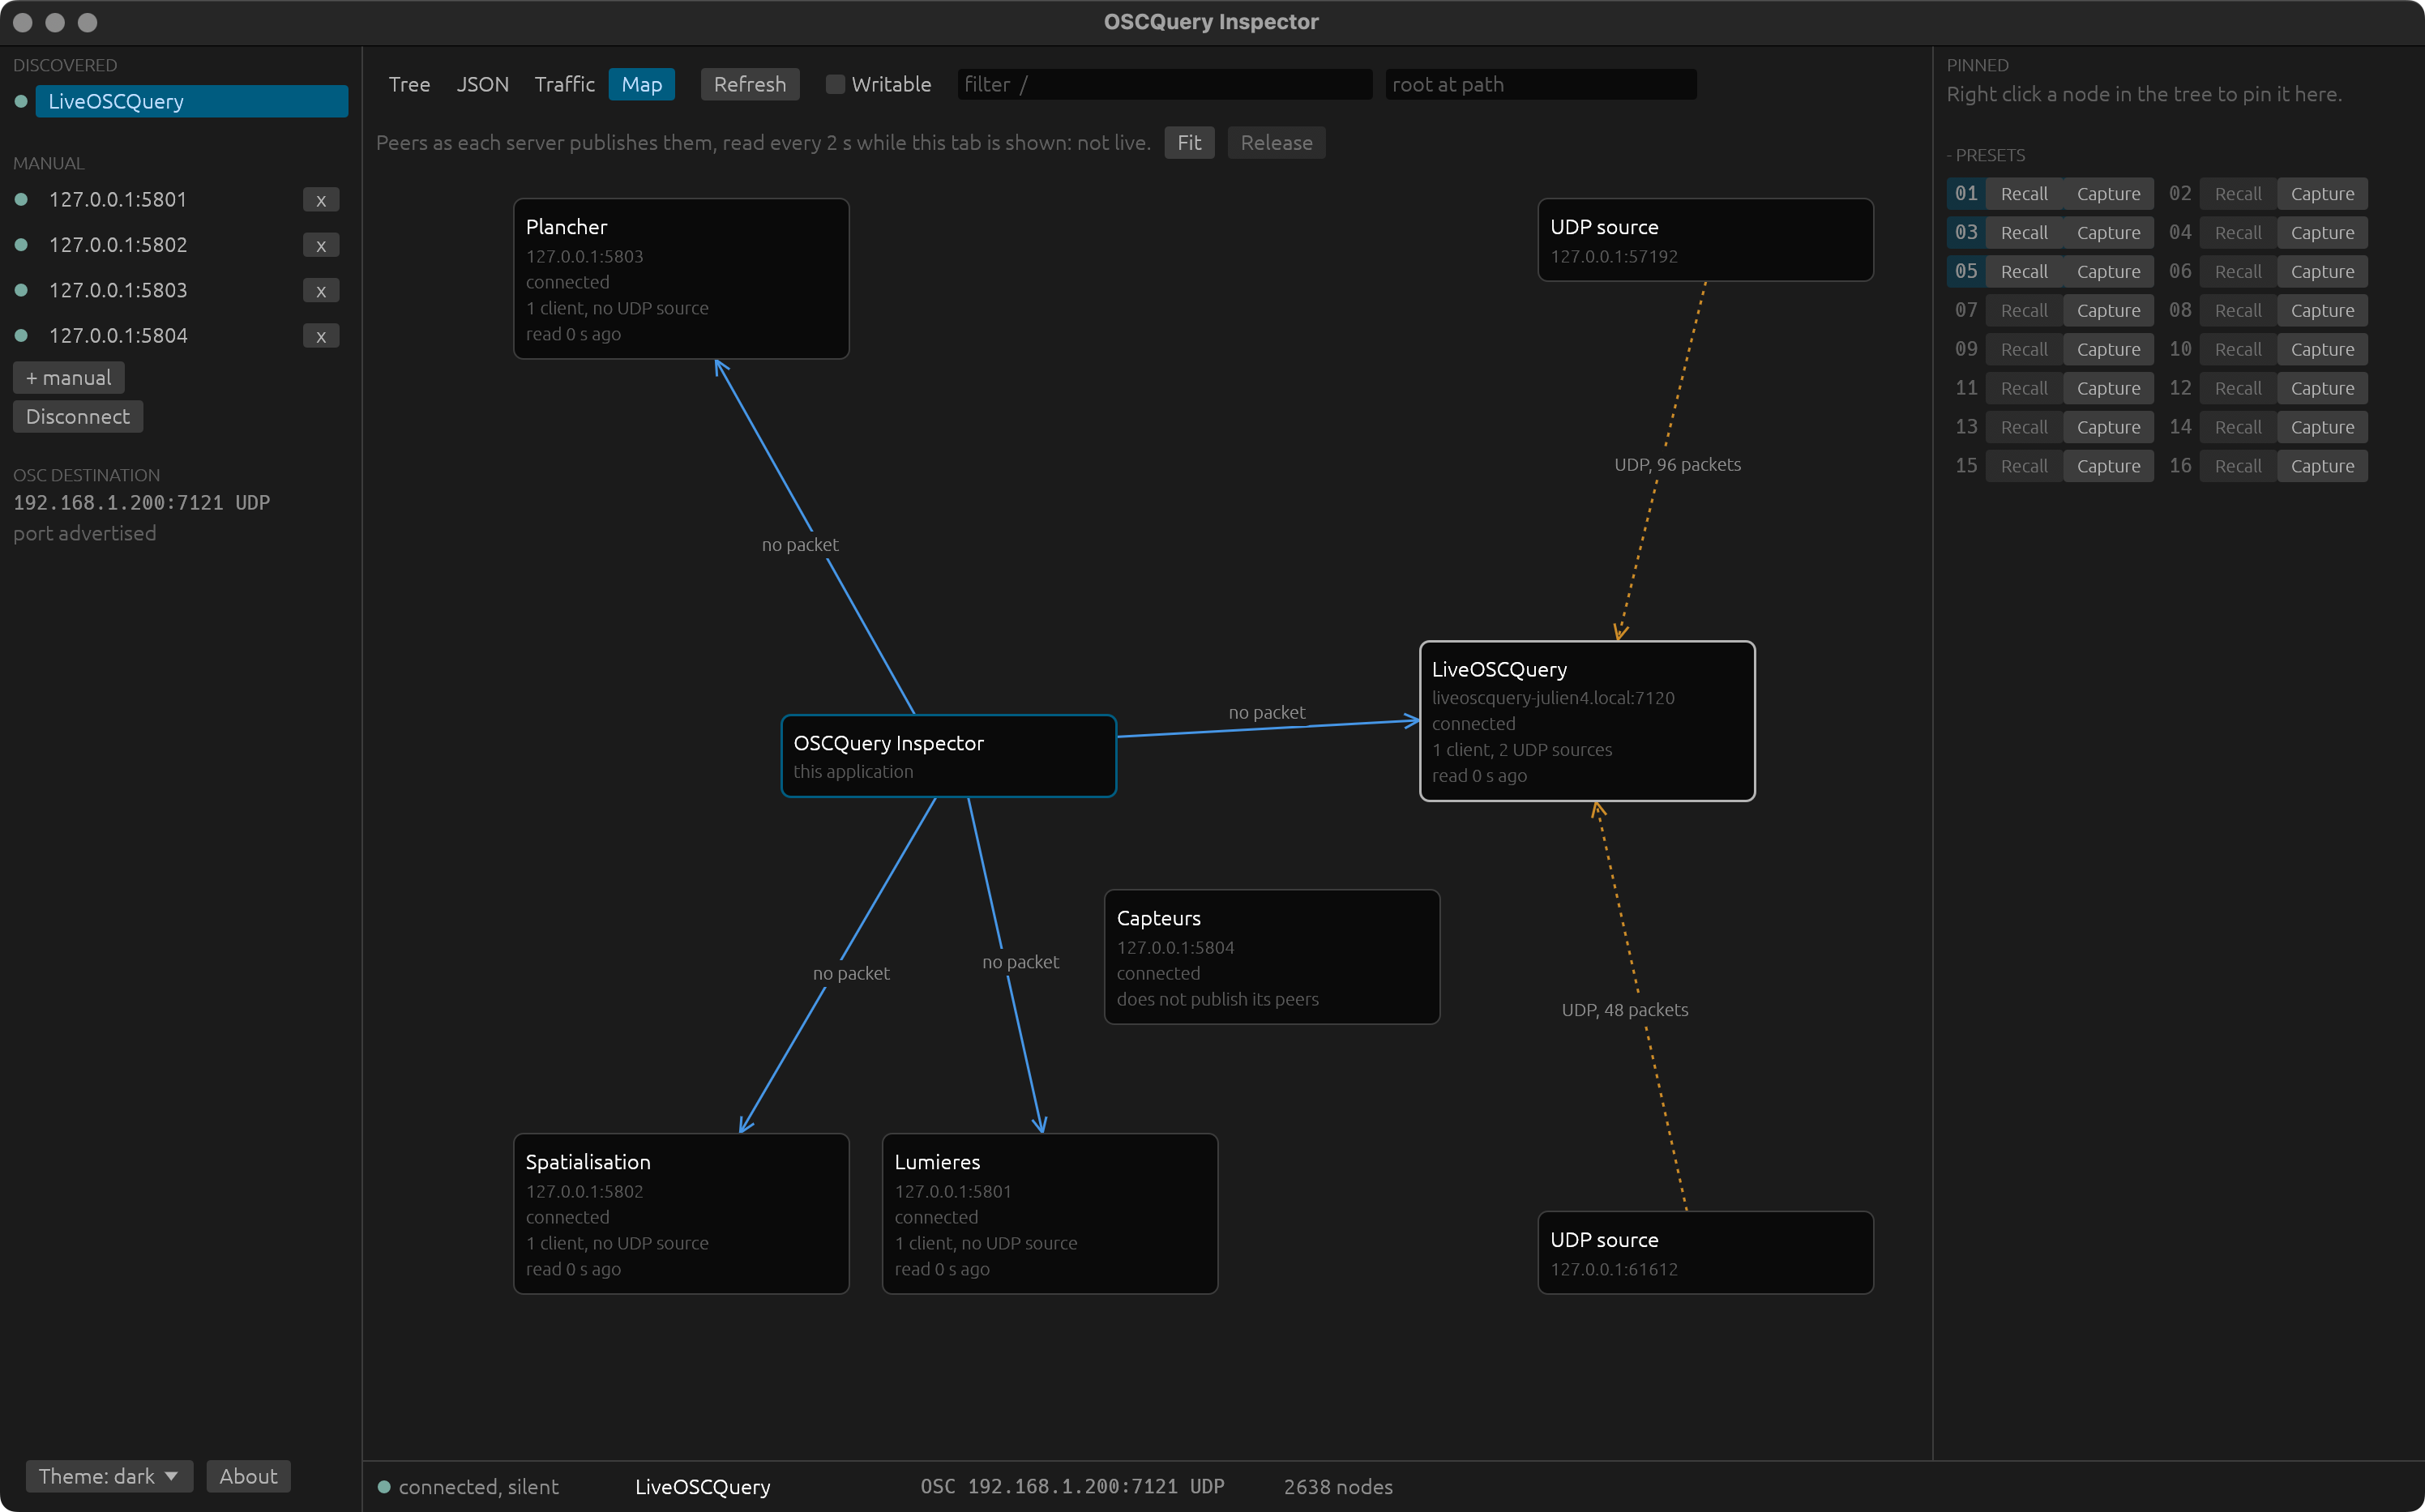 OSCQuery Inspector
DISCOVERED
LiveOSCQuery
MANUAL
127.0.0.1:5801 x
127.0.0.1:5802 x
127.0.0.1:5803 x
127.0.0.1:5804 x
+ manual
Disconnect
OSC DESTINATION
192.168.1.200:7121 UDP
port advertised
Theme: dark
About
Tree JSON Traffic Map Refresh Writable filter / root at path
Peers as each server publishes them, read every 2 s while this tab is shown: not live. Fit Release
Plancher
127.0.0.1:5803
connected
1 client, no UDP source
read 0 s ago
UDP source
127.0.0.1:57192
UDP, 96 packets
no packet
LiveOSCQuery
liveoscquery-julien4.local:7120
connected
1 client, 2 UDP sources
read 0 s ago
no packet
OSCQuery Inspector
this application
Capteurs
127.0.0.1:5804
connected
does not publish its peers
no packet
no packet
UDP, 48 packets
Spatialisation
127.0.0.1:5802
connected
1 client, no UDP source
read 0 s ago
Lumieres
127.0.0.1:5801
connected
1 client, no UDP source
read 0 s ago
UDP source
127.0.0.1:61612
connected, silent LiveOSCQuery OSC 192.168.1.200:7121 UDP 2638 nodes
PINNED
Right click a node in the tree to pin it here.
- PRESETS
01 Recall Capture 02 Recall Capture
03 Recall Capture 04 Recall Capture
05 Recall Capture 06 Recall Capture
07 Recall Capture 08 Recall Capture
09 Recall Capture 10 Recall Capture
11 Recall Capture 12 Recall Capture
13 Recall Capture 14 Recall Capture
15 Recall Capture 16 Recall Capture